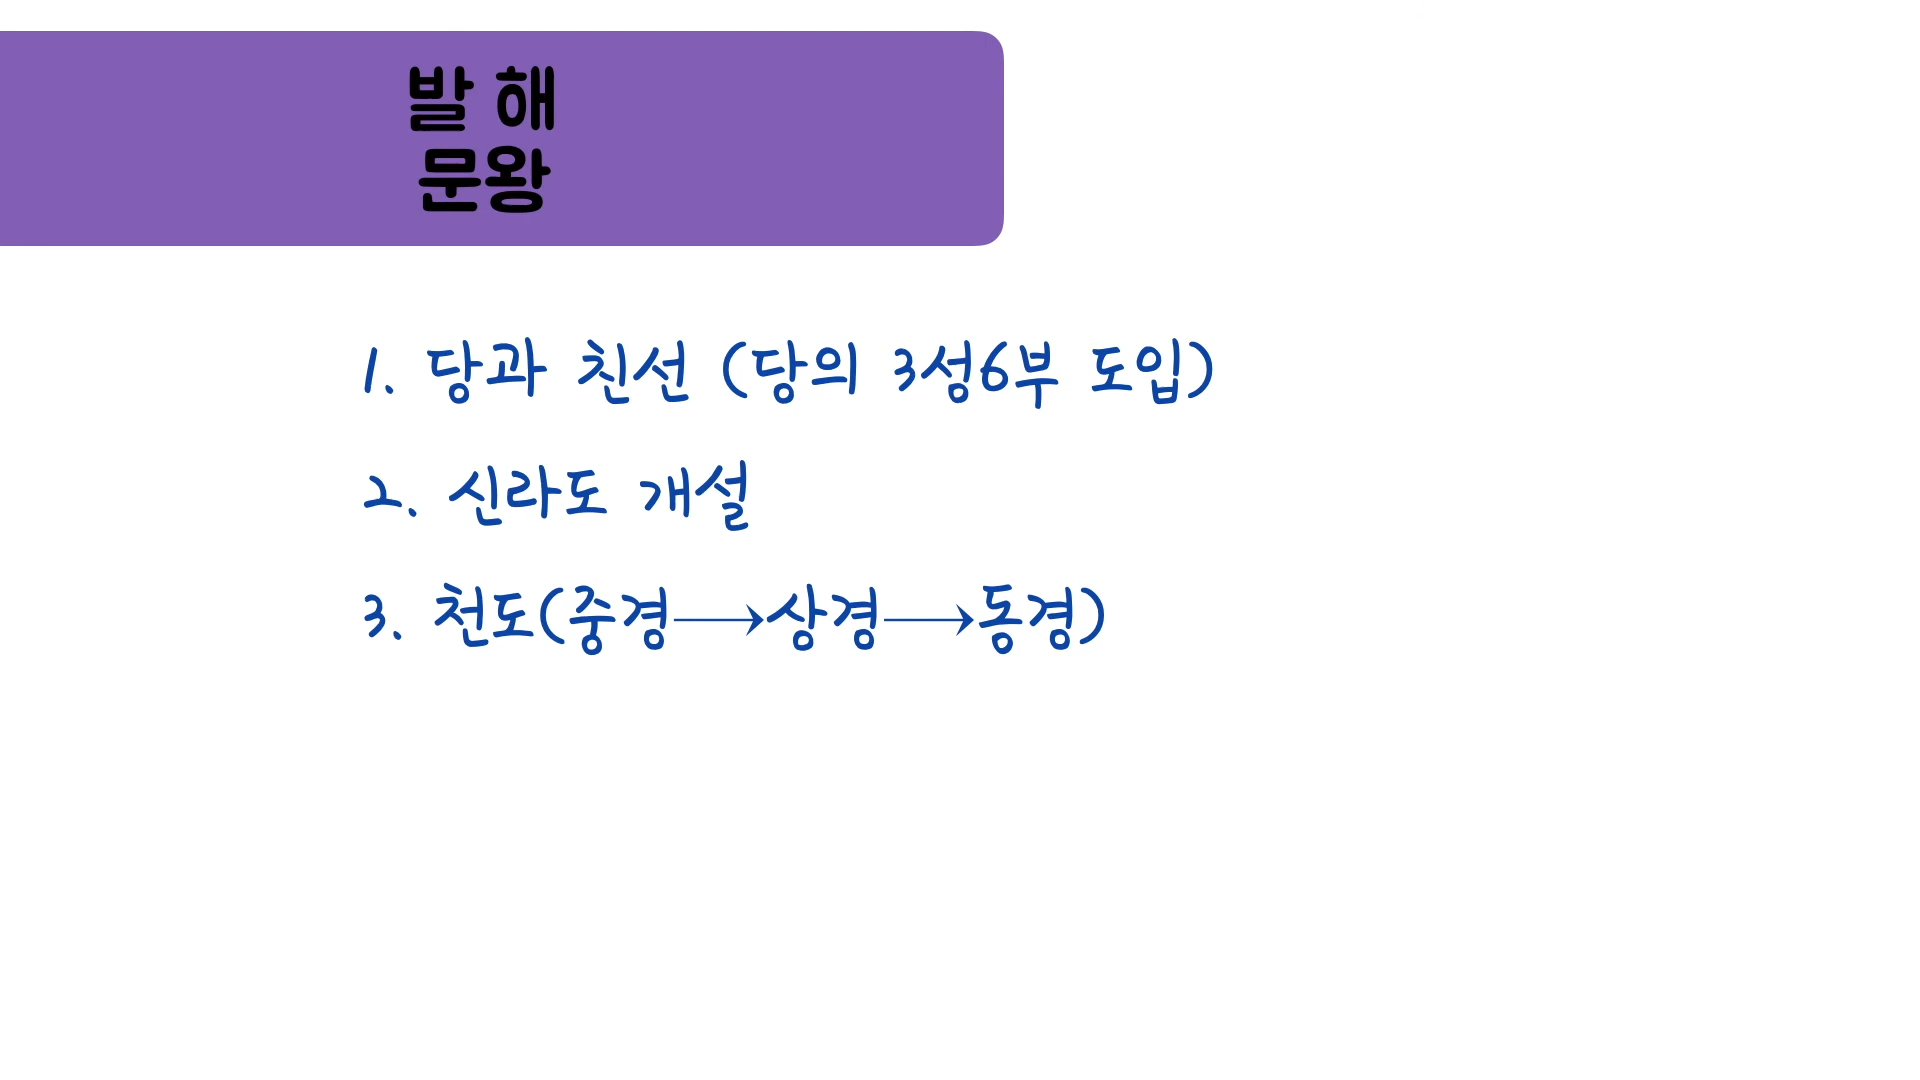 발 해
문왕
1. 당과 친선 (당의 3성6부 도입)
2. 신라도 개설
3. 천도(중경→상경→동경)